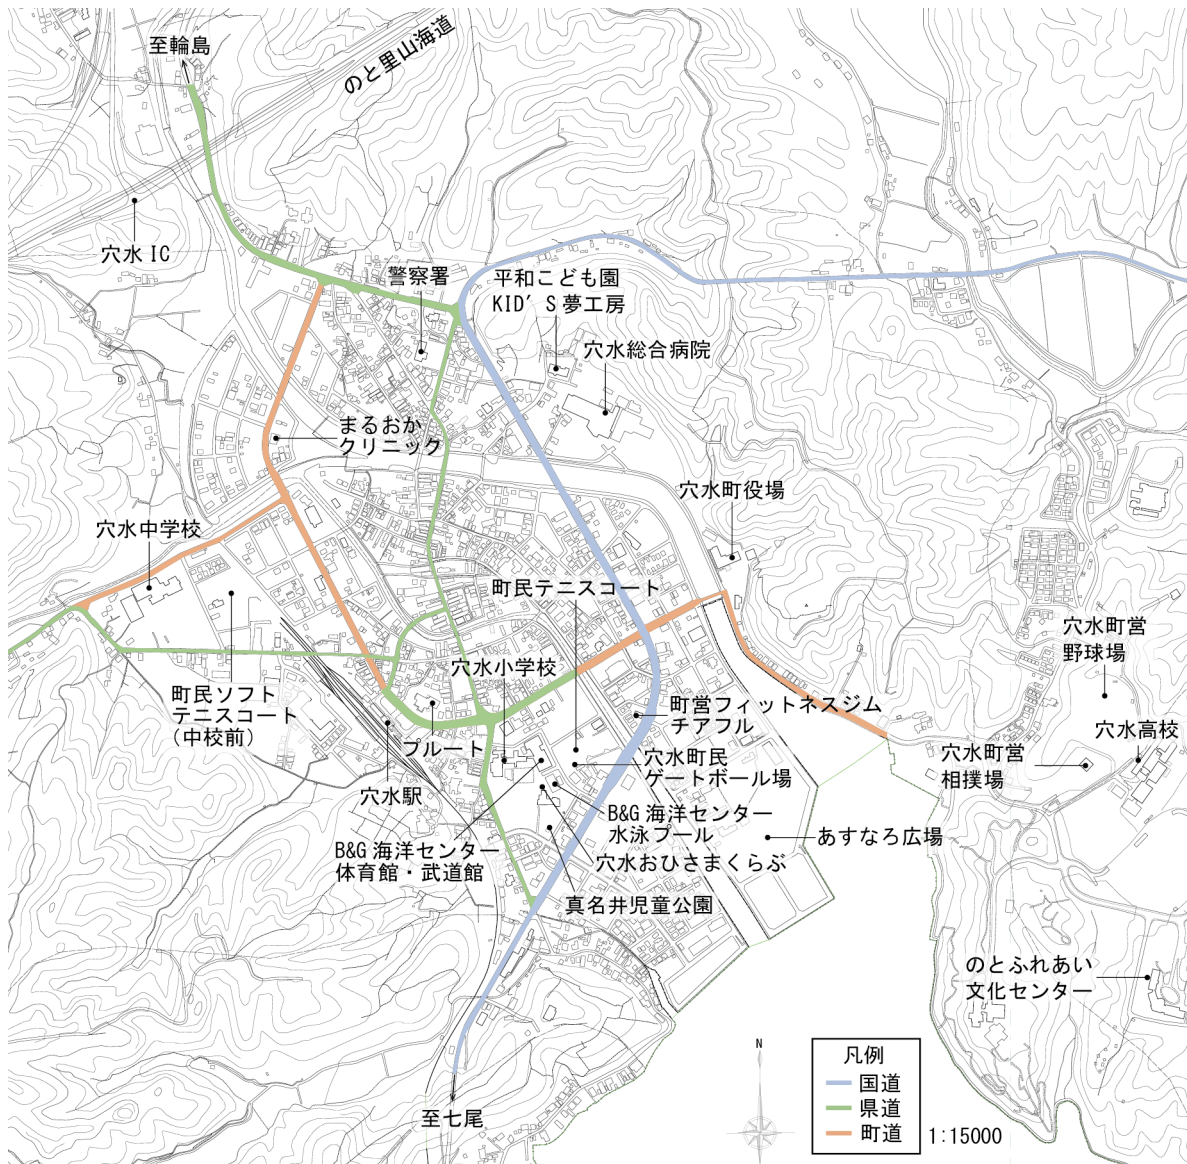 至輪島
のと里山海道
穴水 IC
警察署
平和こども園
KID'S夢工房
穴水総合病院
まるおか
クリニック
穴水町役場
穴水中学校
町民テニスコート
穴水町営
野球場
穴水小学校
町民ソフト
テニスコート
（中校前）
町営フィットネスジム
チアフル
穴水高校
プルート
穴水町民
ゲートボール場
穴水町営
相撲場
穴水駅
B&G 海洋センター
水泳プール
あすなろ広場
B&G 海洋センター
体育館・武道館
穴水おひさまくらぶ
真名井児童公園
のとふれあい
文化センター
至七尾
N
凡例
国道
県道
町道
1:15000